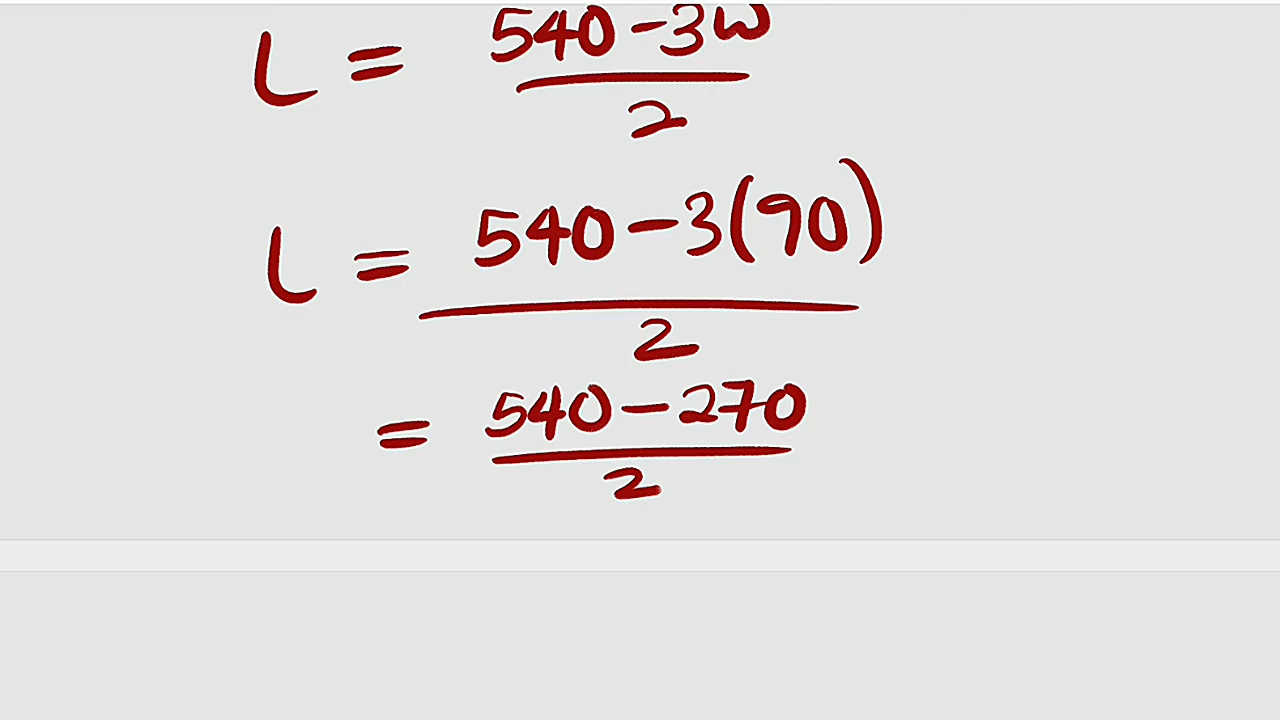 L = 540-3w
2
L = 540-3(90)
2
= 540-270
2